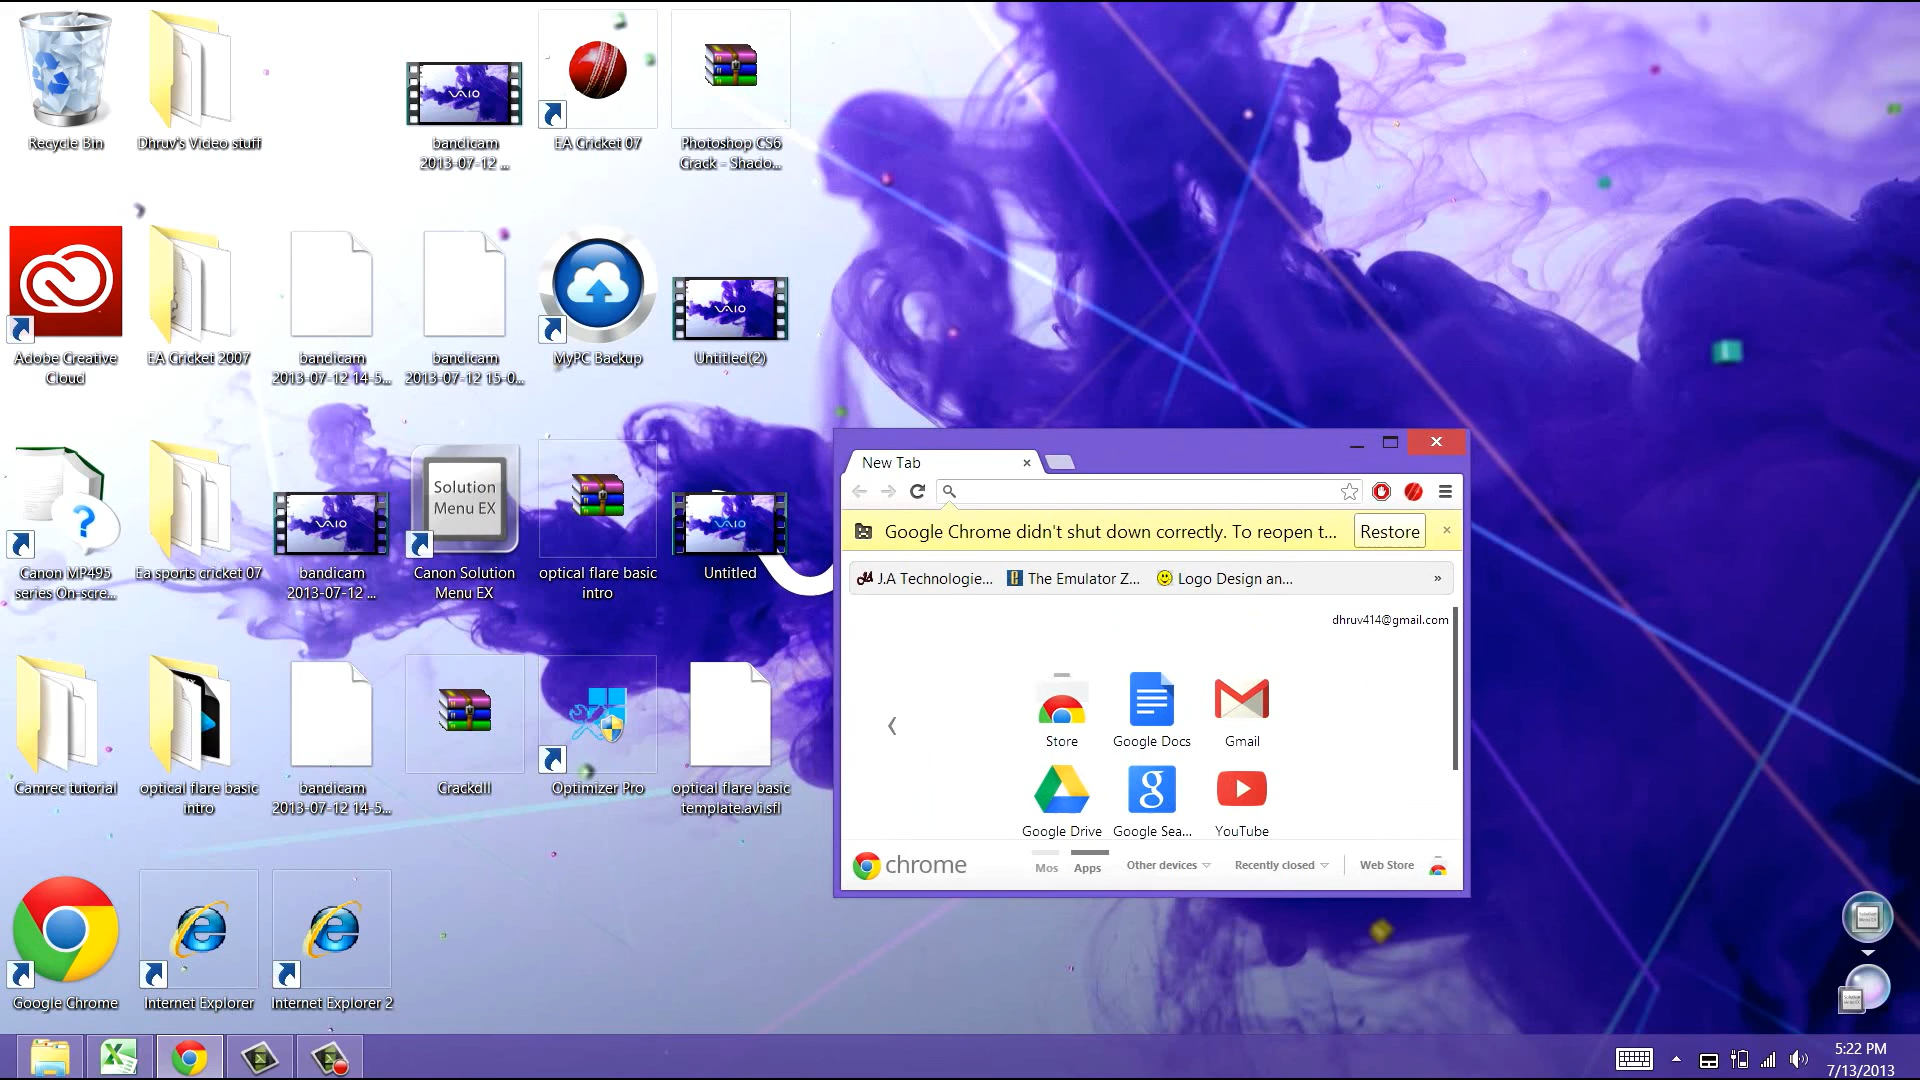 Recycle Bin
Dhruv's Video stuff
VAIO
bandicam
2013-07-12 ...
EA Cricket 07
Photoshop CS6
Crack - Shado...
Adobe Creative
Cloud
EA Cricket 2007
bandicam
2013-07-12 14-5...
bandicam
2013-07-12 15-0...
MyPC Backup
VAIO
Untitled(2)
Canon MP495
series On-scre...
Ea sports cricket 07
VAIO
bandicam
2013-07-12 ...
Solution
Menu EX
Canon Solution
Menu EX
optical flare basic
intro
VAIO
Untitled
Camrec tutorial
optical flare basic
intro
bandicam
2013-07-12 14-5...
Crackdll
Optimizer Pro
optical flare basic
template.avi.sfl
Google Chrome
Internet Explorer
Internet Explorer 2
New Tab
Google Chrome didn't shut down correctly. To reopen t... Restore
J.A Technologie... The Emulator Z... Logo Design an... »
dhruv414@gmail.com
Store Google Docs Gmail
Google Drive Google Sea... YouTube
chrome Mos Apps Other devices Recently closed Web Store
Solution
Menu EX
5:22 PM
7/13/2013